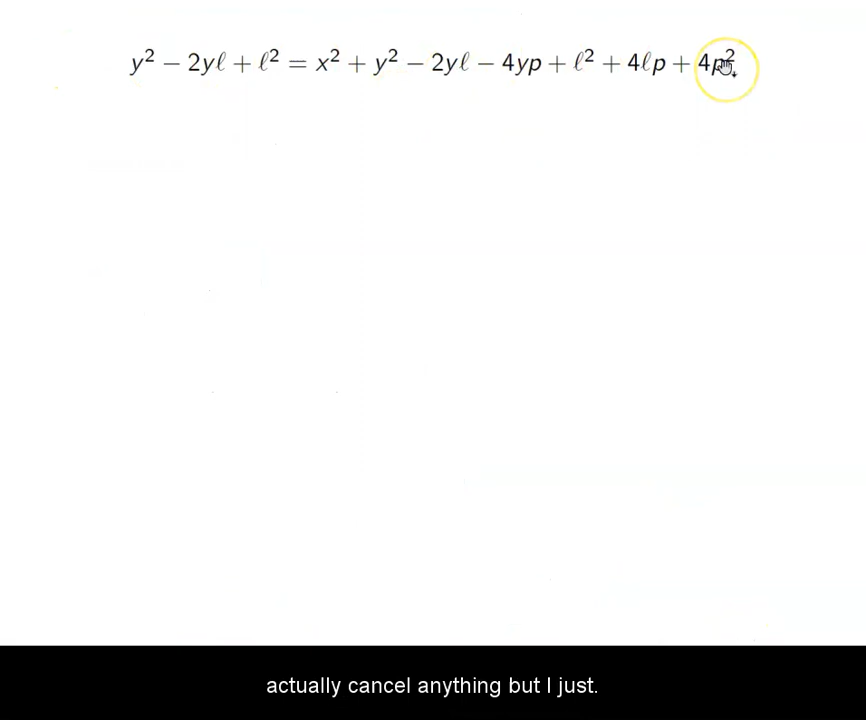 y² − 2yℓ + ℓ² = x² + y² − 2yℓ − 4yp + ℓ² + 4ℓp + 4p².
actually cancel anything but I just.